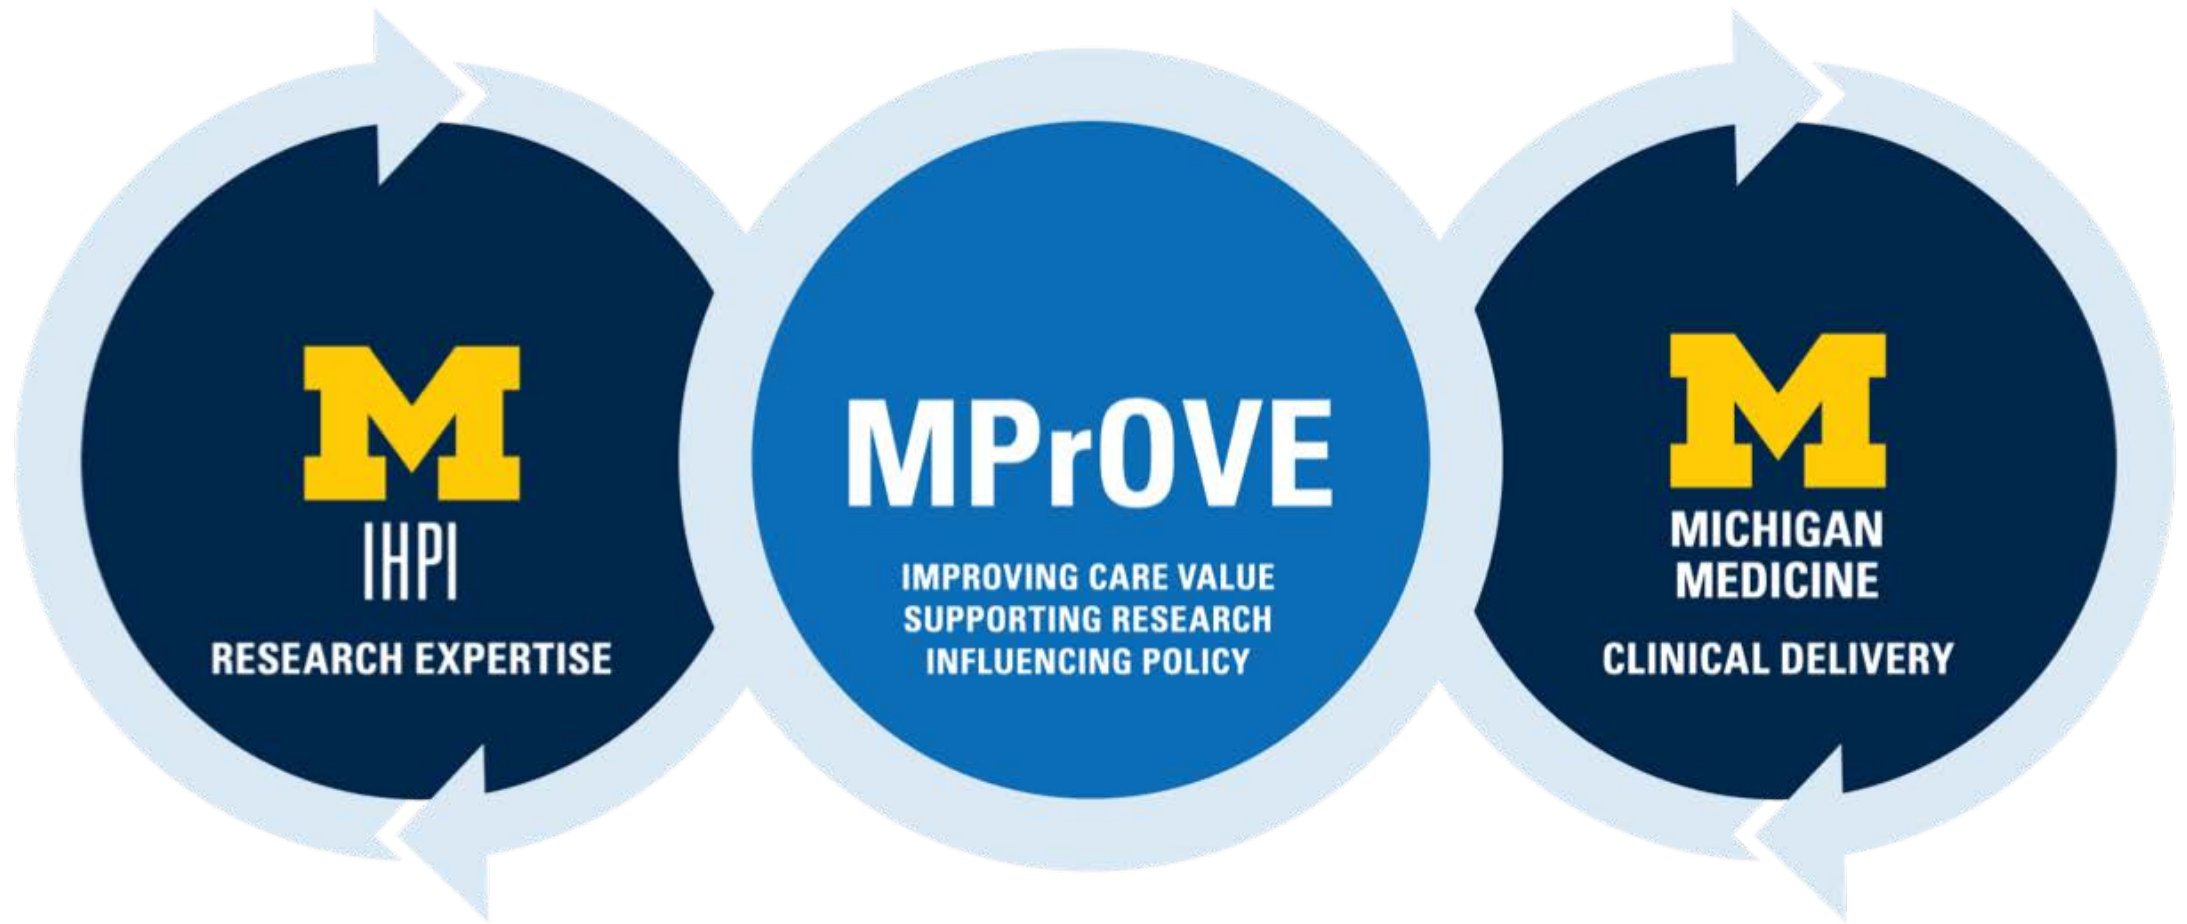 M
IHPI
RESEARCH EXPERTISE
MPrOVE
IMPROVING CARE VALUE
SUPPORTING RESEARCH
INFLUENCING POLICY
M
MICHIGAN
MEDICINE
CLINICAL DELIVERY